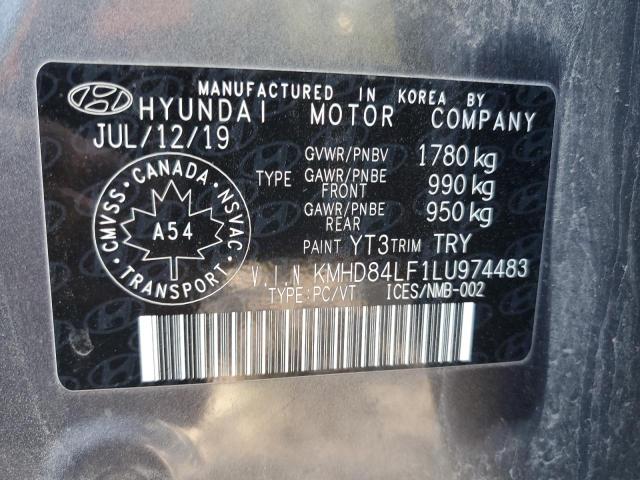 MANUFACTURED IN KOREA BY
HYUNDAI MOTOR COMPANY
JUL/12/19
GVWR/PNBV 1780 kg
TYPE GAWR/PNBE FRONT 990 kg
GAWR/PNBE REAR 950 kg
PAINT YT3 TRIM TRY
V.I.N KMHD84LF1LU974483
TYPE:PC/VT ICES/NMB-002
CMVSS · CANADA · NSVAC
A54
TRANSPORT